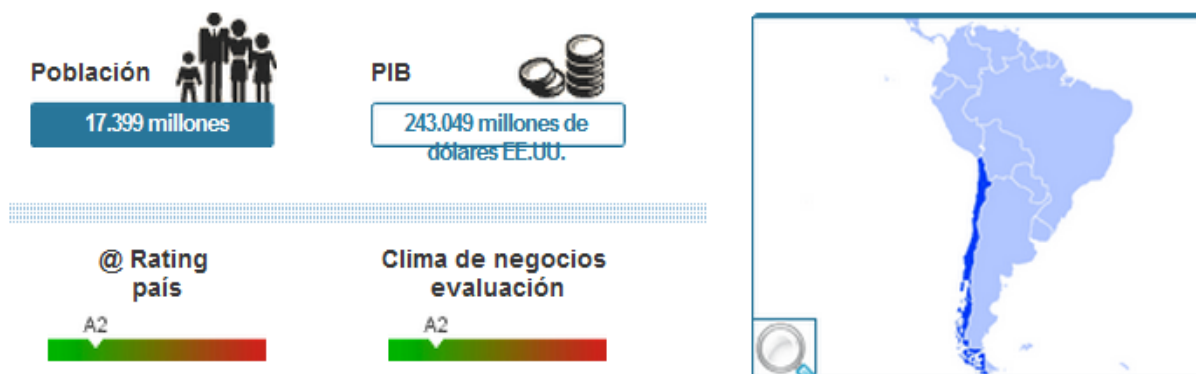 Población
17.399 millones
PIB
243.049 millones de
dólares EE.UU.
@ Rating
país
A2
Clima de negocios
evaluación
A2